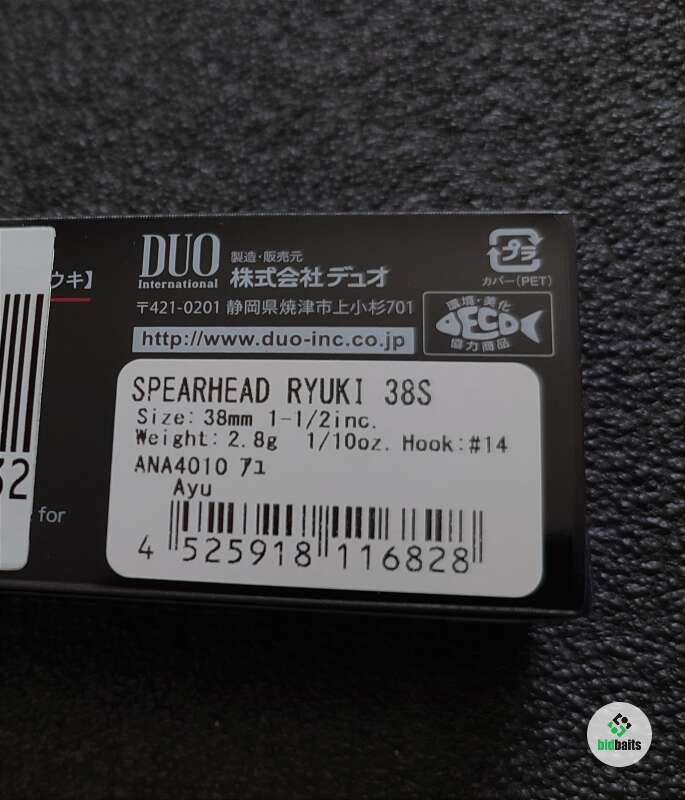 DUO
International
製造・販売元
株式会社 デュオ
〒421-0201 静岡県焼津市上小杉701
http://www.duo-inc.co.jp
プラ
カバー(PET)
環境・美化
ECO
協力商品
ウキ】
SPEARHEAD RYUKI 38S
Size: 38mm 1-1/2inc.
Weight: 2.8g 1/10oz. Hook:#14
ANA4010 アユ
Ayu
4 525918 116828
32
for
bidbaits